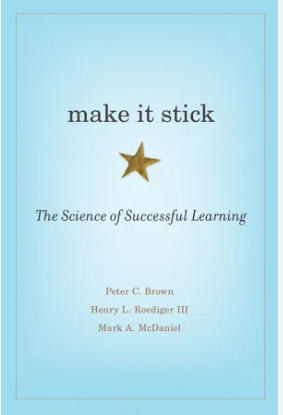 make it stick
The Science of Successful Learning
Peter C. Brown
Henry L. Roediger III
Mark A. McDaniel